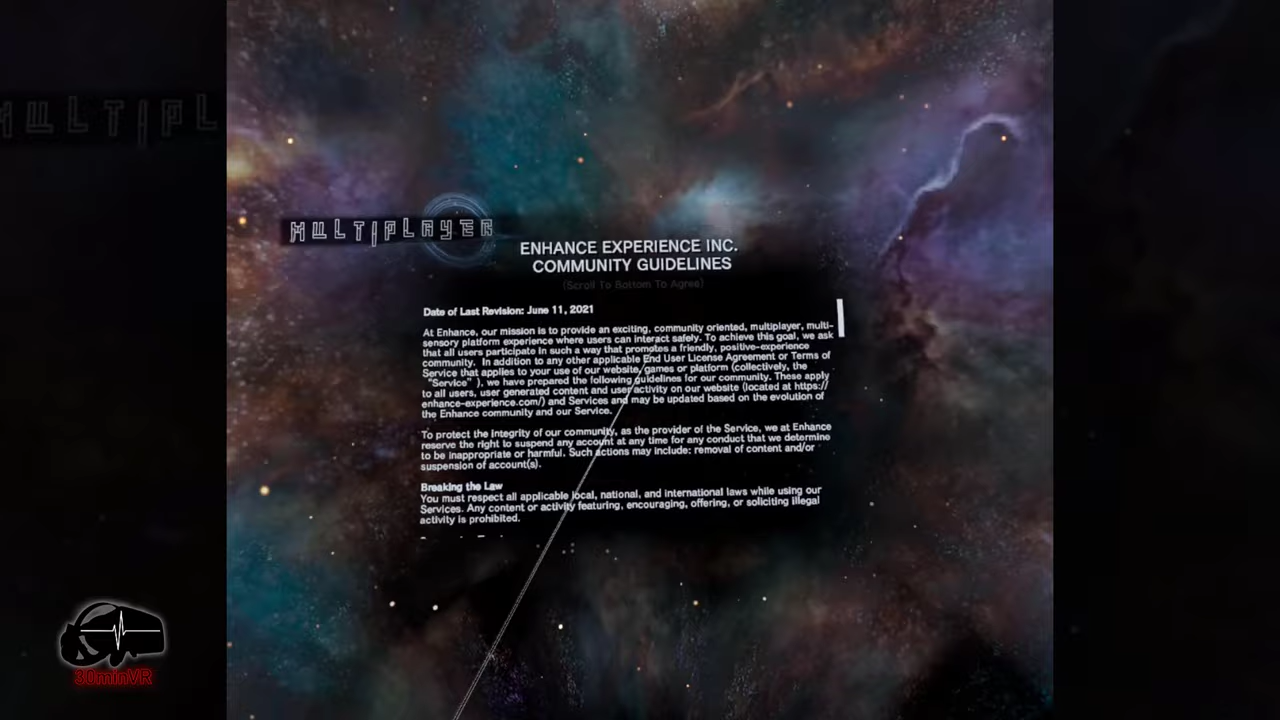 MULTIPL
MULTIPLAYER
ENHANCE EXPERIENCE INC.
COMMUNITY GUIDELINES
(Scroll To Bottom To Agree)
Date of Last Revision: June 11, 2021
At Enhance, our mission is to provide an exciting, community oriented, multiplayer, multi-
sensory platform experience where users can interact safely. To achieve this goal, we ask
that all users participate in such a way that promotes a friendly, positive-experience
community. In addition to any other applicable End User License Agreement or Terms of
Service that applies to your use of our website, games or platform (collectively, the
"Service" ), we have prepared the following guidelines for our community. These apply
to all users, user generated content and user activity on our website (located at https://
enhance-experience.com/) and Services and may be updated based on the evolution of
the Enhance community and our Service.
To protect the integrity of our community, as the provider of the Service, we at Enhance
reserve the right to suspend any account at any time for any conduct that we determine
to be inappropriate or harmful. Such actions may include: removal of content and/or
suspension of account(s).
Breaking the Law
You must respect all applicable local, national, and international laws while using our
Services. Any content or activity featuring, encouraging, offering, or soliciting illegal
activity is prohibited.
30minVR